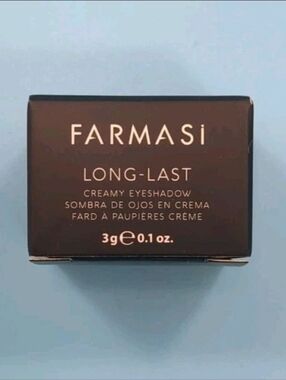 FARMASi
LONG-LAST
CREAMY EYESHADOW
SOMBRA DE OJOS EN CREMA
FARD A PAUPIÈRES CRÈME
3g℮0.1 oz.